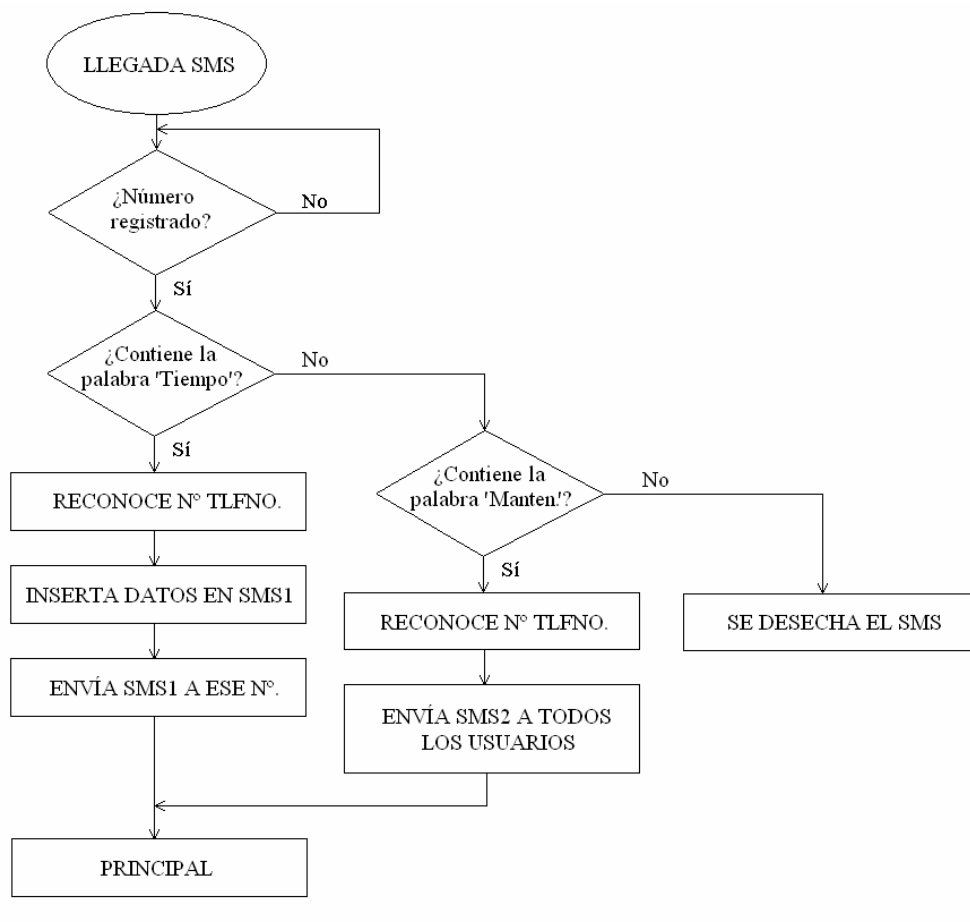 LLEGADA SMS
¿Número
registrado?
No
Sí
¿Contiene la
palabra 'Tiempo'?
No
Sí
¿Contiene la
palabra 'Manten.'?
No
Sí
RECONOCE Nº TLFNO.
INSERTA DATOS EN SMS1
ENVÍA SMS1 A ESE Nº.
RECONOCE Nº TLFNO.
SE DESECHA EL SMS
ENVÍA SMS2 A TODOS
LOS USUARIOS
PRINCIPAL